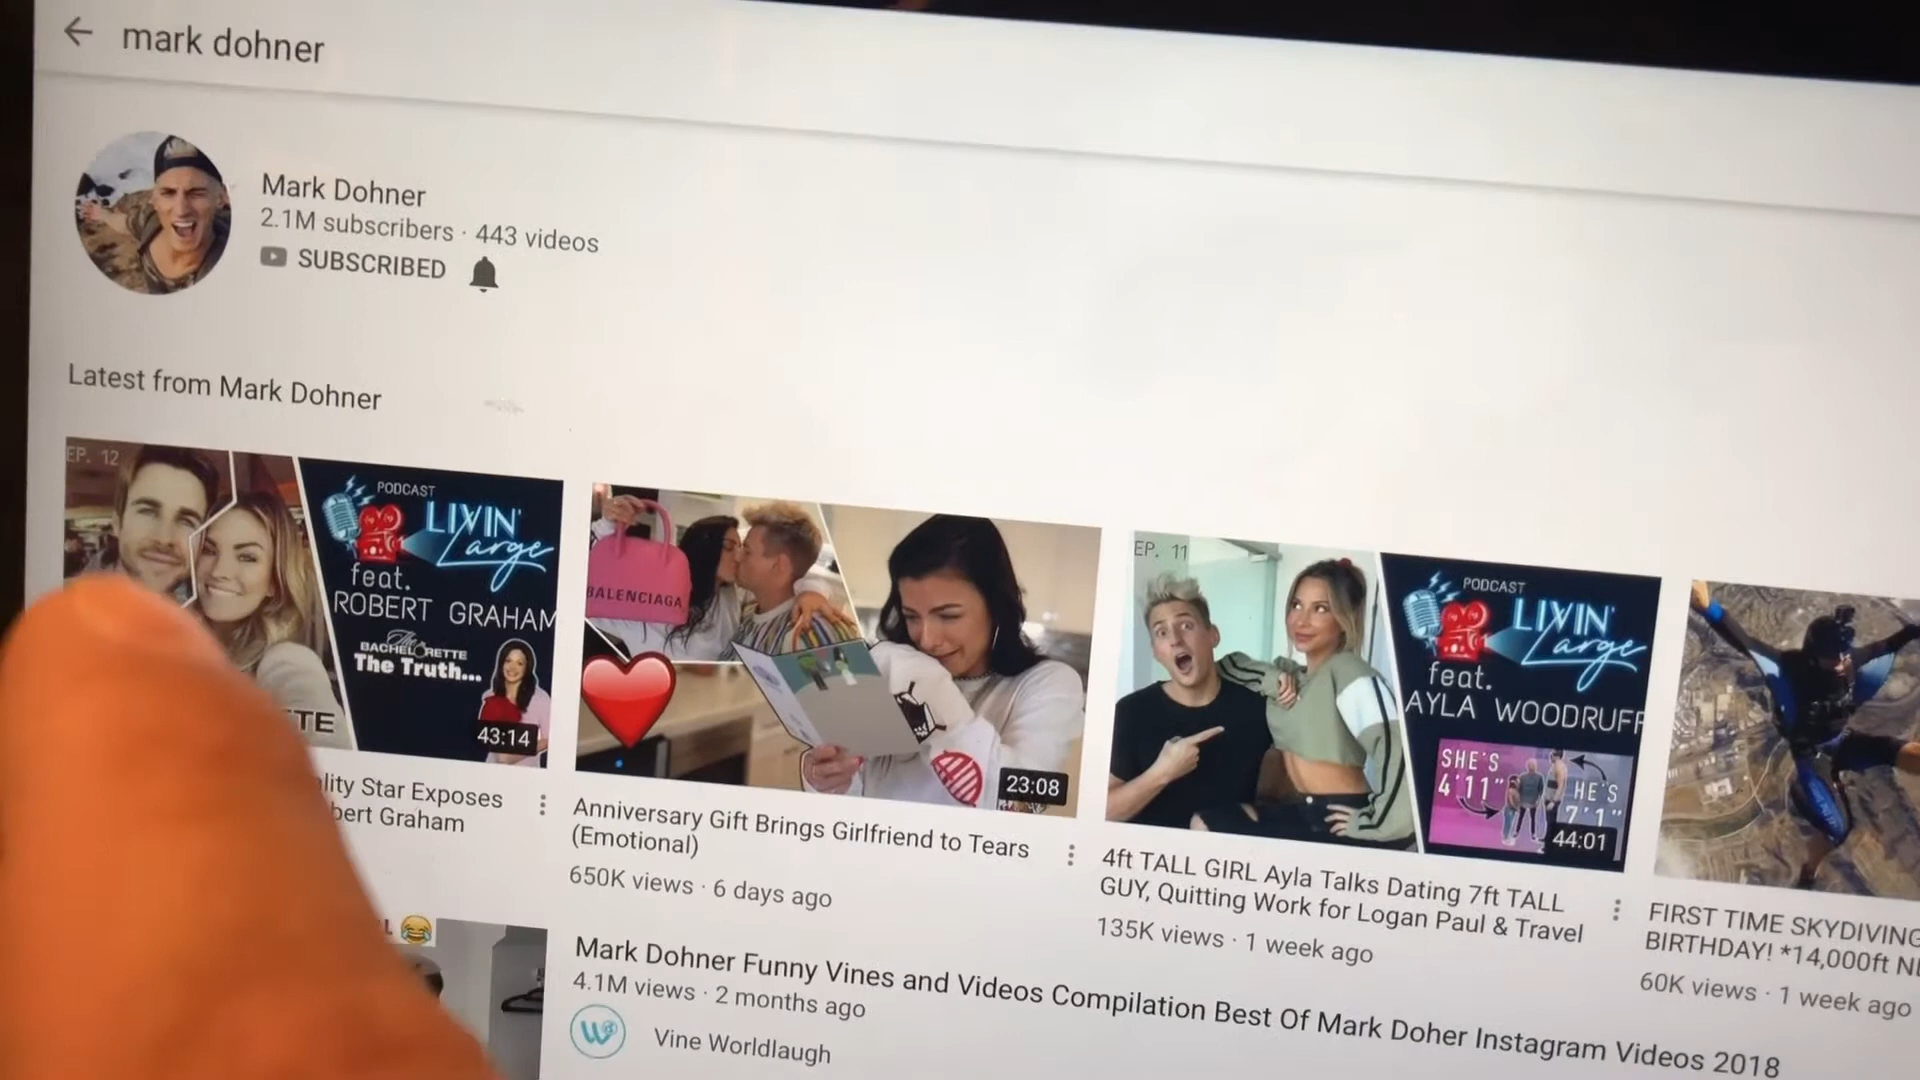 mark dohner
Mark Dohner
2.1M subscribers · 443 videos
SUBSCRIBED
Latest from Mark Dohner
EP. 12
PODCAST
LIVIN'
Large
feat.
ROBERT GRAHAM
The
BACHELORETTE
The Truth...
TE
43:14
lity Star Exposes
bert Graham
BALENCIAGA
23:08
Anniversary Gift Brings Girlfriend to Tears
(Emotional)
650K views · 6 days ago
EP. 11
PODCAST
LIVIN'
Large
feat.
AYLA WOODRUFF
SHE'S
4'11"
HE'S
7'1"
44:01
4ft TALL GIRL Ayla Talks Dating 7ft TALL
GUY, Quitting Work for Logan Paul & Travel
135K views · 1 week ago
FIRST TIME SKYDIVING
BIRTHDAY! *14,000ft
60K views · 1 week ago
L
Mark Dohner Funny Vines and Videos Compilation Best Of Mark Doher Instagram Videos 2018
4.1M views · 2 months ago
W
Vine Worldlaugh